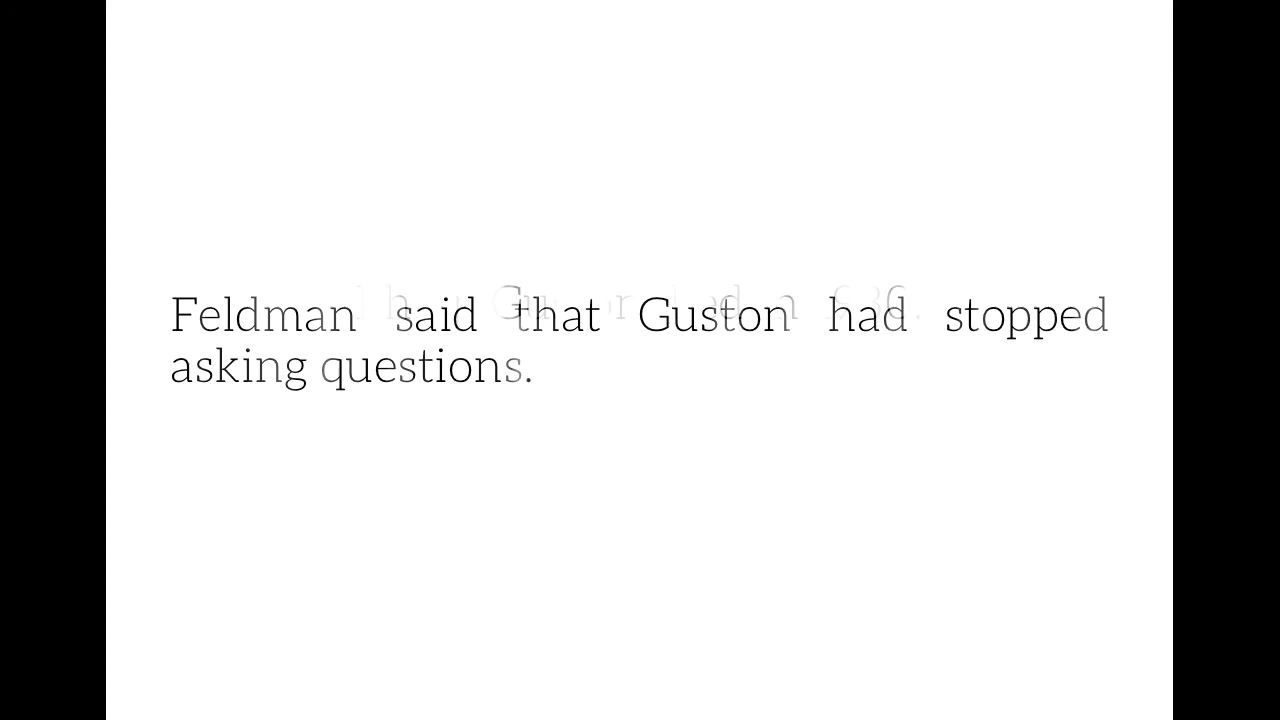 Feldman said that Guston had stopped
asking questions.